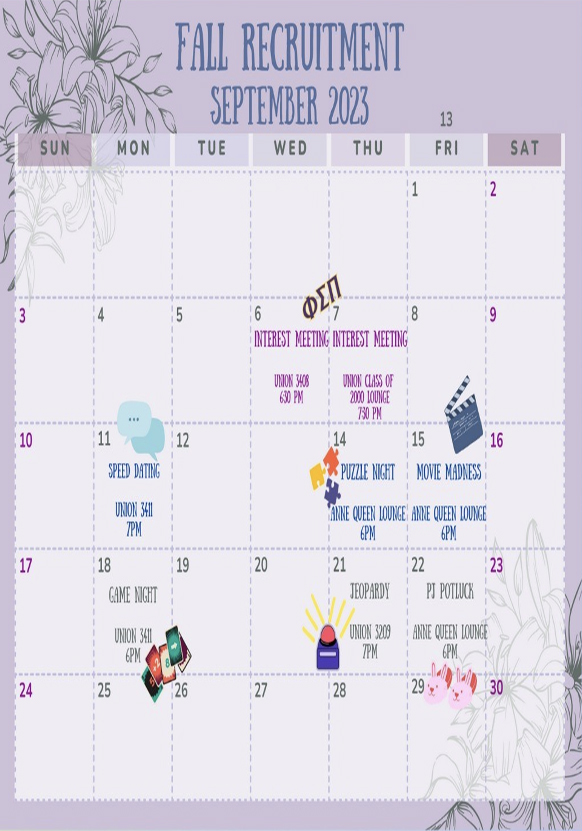 FALL RECRUITMENT
SEPTEMBER 2023
13
SUN MON TUE WED THU FRI SAT
1 2
ΦΣΠ
3 4 5 6 7 8 9
INTEREST MEETING INTEREST MEETING
UNION 3408
630 PM
UNION CLASS OF
2000 LOUNGE
730 PM
10 11 12 14 15 16
SPEED DATING PUZZLE NIGHT MOVIE MADNESS
UNION 3411
7PM
ANNE QUEEN LOUNGE
6PM
ANNE QUEEN LOUNGE
6PM
17 18 19 20 21 22 23
GAME NIGHT JEOPARDY PJ POTLUCK
UNION 3411
6PM
UNION 3209
7PM
ANNE QUEEN LOUNGE
6PM
24 25 26 27 28 29 30